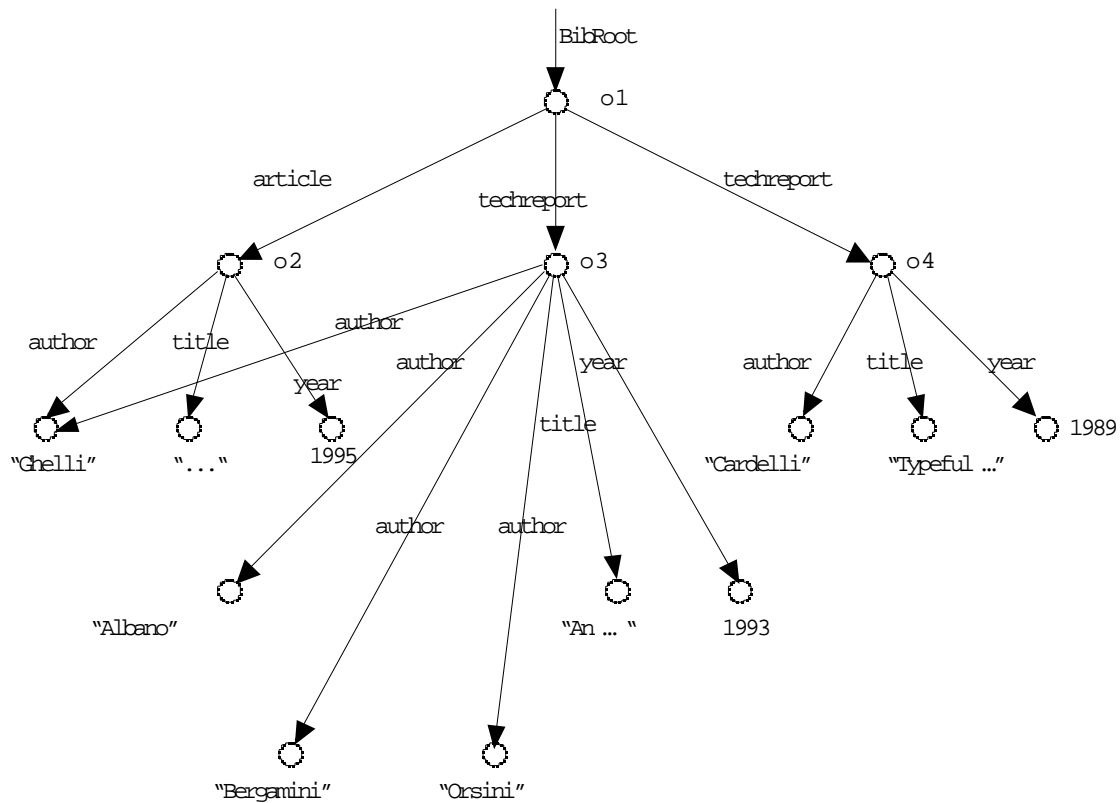 BibRoot
o1
article
techreport
techreport
o2
o3
o4
author
title
year
author
author
year
title
author
title
year
"Ghelli"
"..."
1995
"Cardelli"
"Typeful ..."
1989
author
author
"Albano"
"An ... "
1993
"Bergamini"
"Orsini"